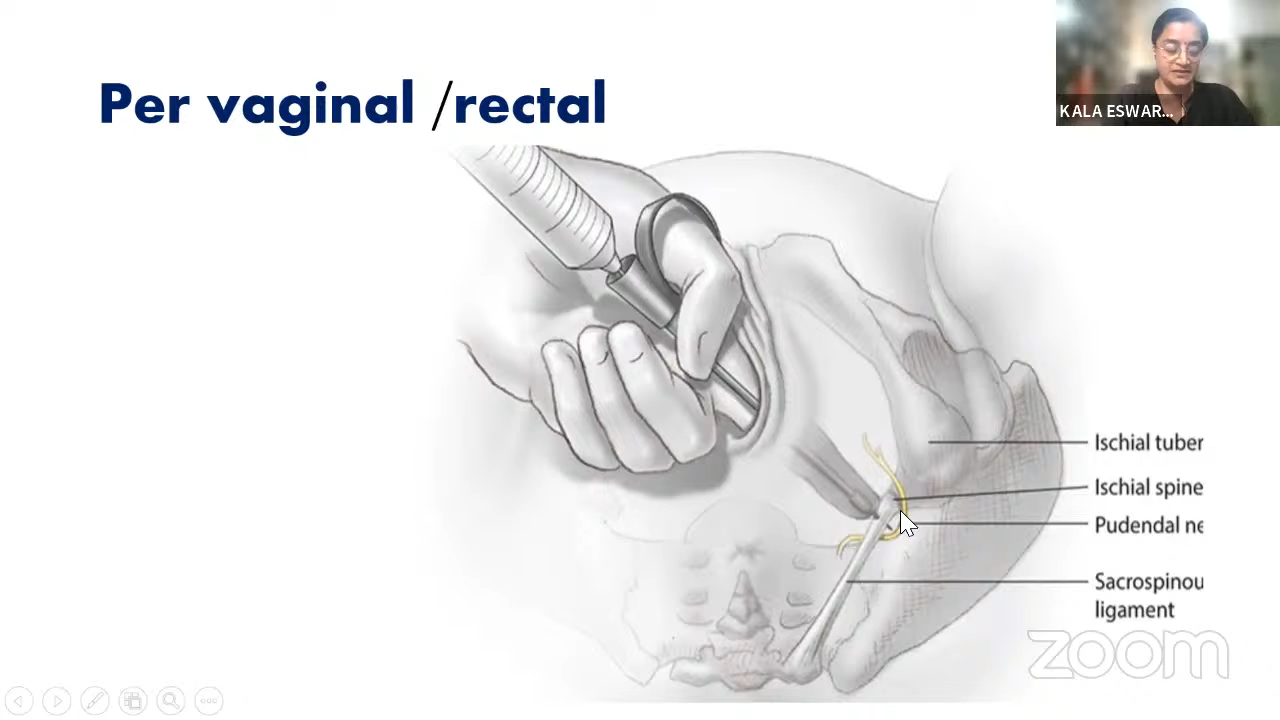 Per vaginal /rectal
KALA ESWAR...
Ischial tuber
Ischial spine
Pudendal ne
Sacrospinou
ligament
zoom